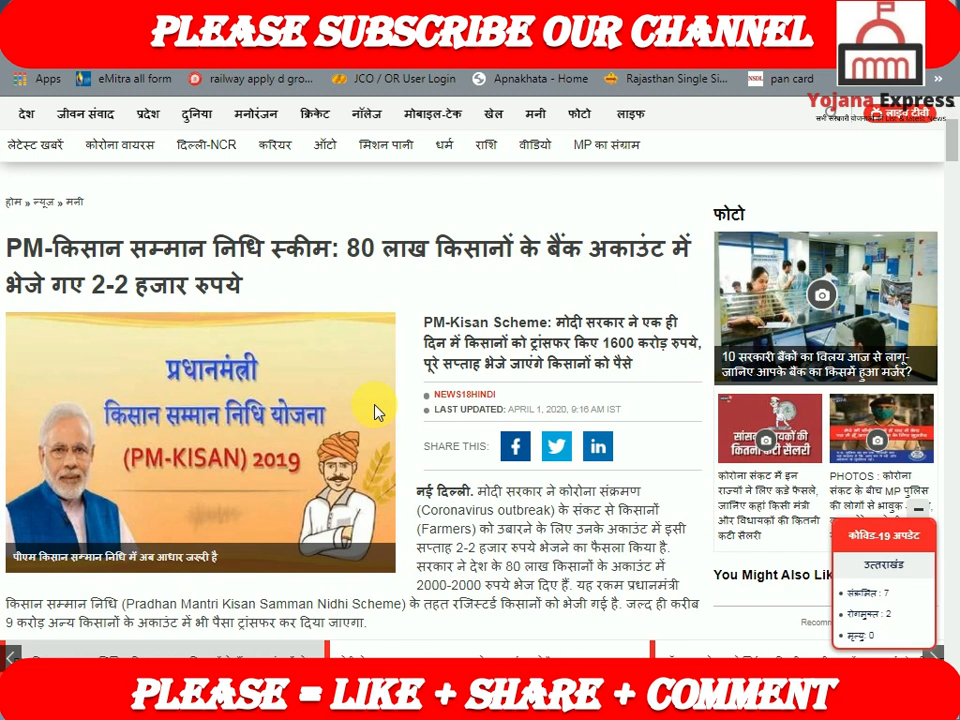 PLEASE SUBSCRIBE OUR CHANNEL
Apps eMitra all form railway apply d gro... JCO / OR User Login Apnakhata - Home Rajasthan Single Si... pan card »
Yojana Express
देश जीवन संवाद प्रदेश दुनिया मनोरंजन क्रिकेट नॉलेज मोबाइल-टेक खेल मनी फोटो लाइफ लाइव टीवी
लेटेस्ट खबरें कोरोना वायरस दिल्ली-NCR करियर ऑटो मिशन पानी धर्म राशि वीडियो MP का संग्राम
होम » न्यूज » मनी
PM-किसान सम्मान निधि स्कीम: 80 लाख किसानों के बैंक अकाउंट में
भेजे गए 2-2 हजार रुपये
प्रधानमंत्री
किसान सम्मान निधि योजना
(PM-KISAN) 2019
पीएम किसान सम्मान निधि में अब आधार जरूरी है
PM-Kisan Scheme: मोदी सरकार ने एक ही
दिन में किसानों को ट्रांसफर किए 1600 करोड़ रुपये,
पूरे सप्ताह भेजे जाएंगे किसानों को पैसे
NEWS18HINDI
LAST UPDATED: APRIL 1, 2020, 9:16 AM IST
SHARE THIS:
नई दिल्ली. मोदी सरकार ने कोरोना संक्रमण
(Coronavirus outbreak) के संकट से किसानों
(Farmers) को उबारने के लिए उनके अकाउंट में इसी
सप्ताह 2-2 हजार रुपये भेजने का फैसला किया है.
सरकार ने देश के 80 लाख किसानों के अकाउंट में
2000-2000 रुपये भेज दिए हैं. यह रकम प्रधानमंत्री
किसान सम्मान निधि (Pradhan Mantri Kisan Samman Nidhi Scheme) के तहत रजिस्टर्ड किसानों को भेजी गई है. जल्द ही करीब
9 करोड़ अन्य किसानों के अकाउंट में भी पैसा ट्रांसफर कर दिया जाएगा.
फोटो
10 सरकारी बैंकों का विलय आज से लागू-
जानिए आपके बैंक का किसमें हुआ मर्जर?
कोरोना संकट में इन
राज्यों ने लिए कड़े फैसले,
जानिए कहां किसी मंत्री
और विधायकों की कितनी
कटी सैलरी
PHOTOS : कोरोना
संकट के बीच MP पुलिस
की लोगों से भावुक
You Might Also Lik
Recomm
कोविड-19 अपडेट
उत्तराखंड
संक्रमित : 7
रोगमुक्त : 2
मृत्यु: 0
PLEASE = LIKE + SHARE + COMMENT